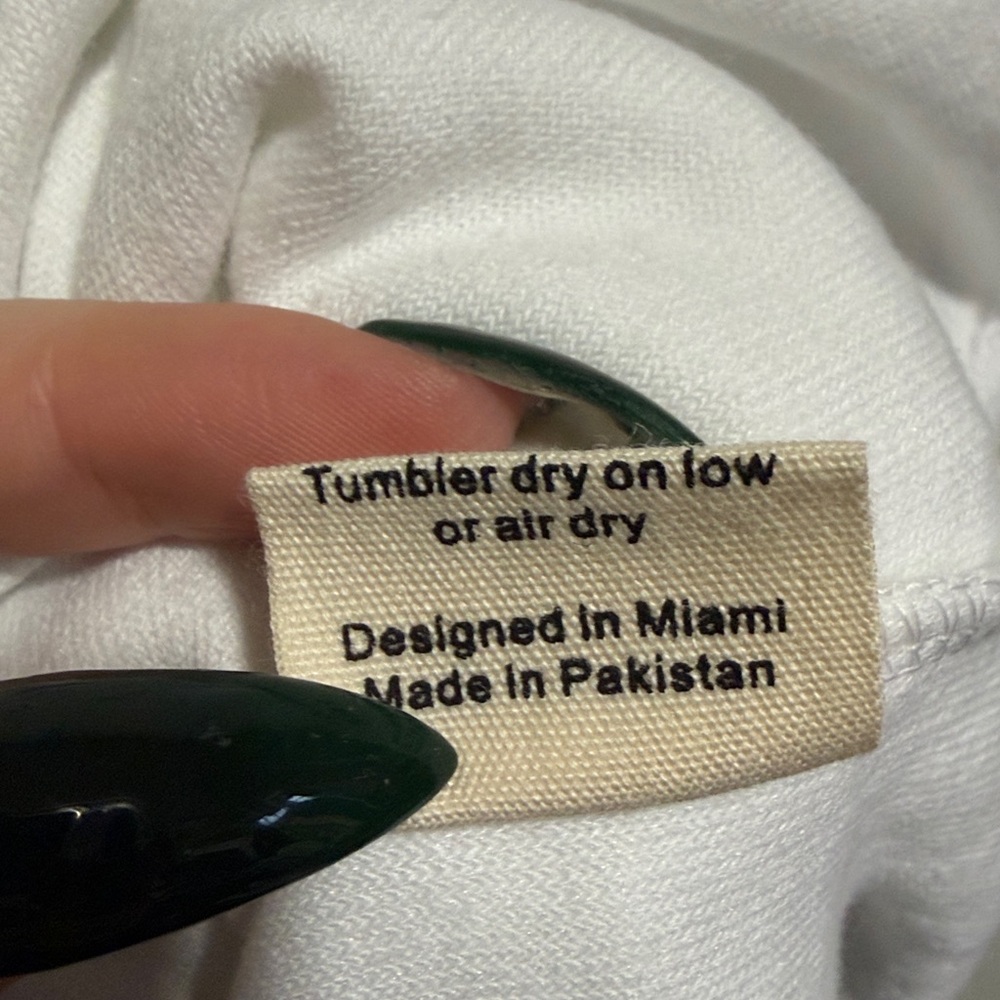 Tumbler dry on low
or air dry
Designed in Miami
Made in Pakistan